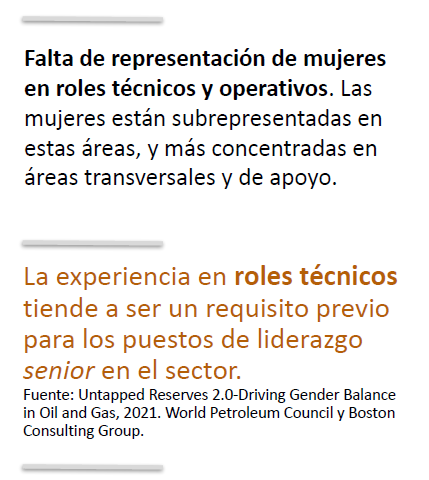 Falta de representación de mujeres
en roles técnicos y operativos. Las
mujeres están subrepresentadas en
estas áreas, y más concentradas en
áreas transversales y de apoyo.
La experiencia en roles técnicos
tiende a ser un requisito previo
para los puestos de liderazgo
senior en el sector.
Fuente: Untapped Reserves 2.0-Driving Gender Balance
in Oil and Gas, 2021. World Petroleum Council y Boston
Consulting Group.